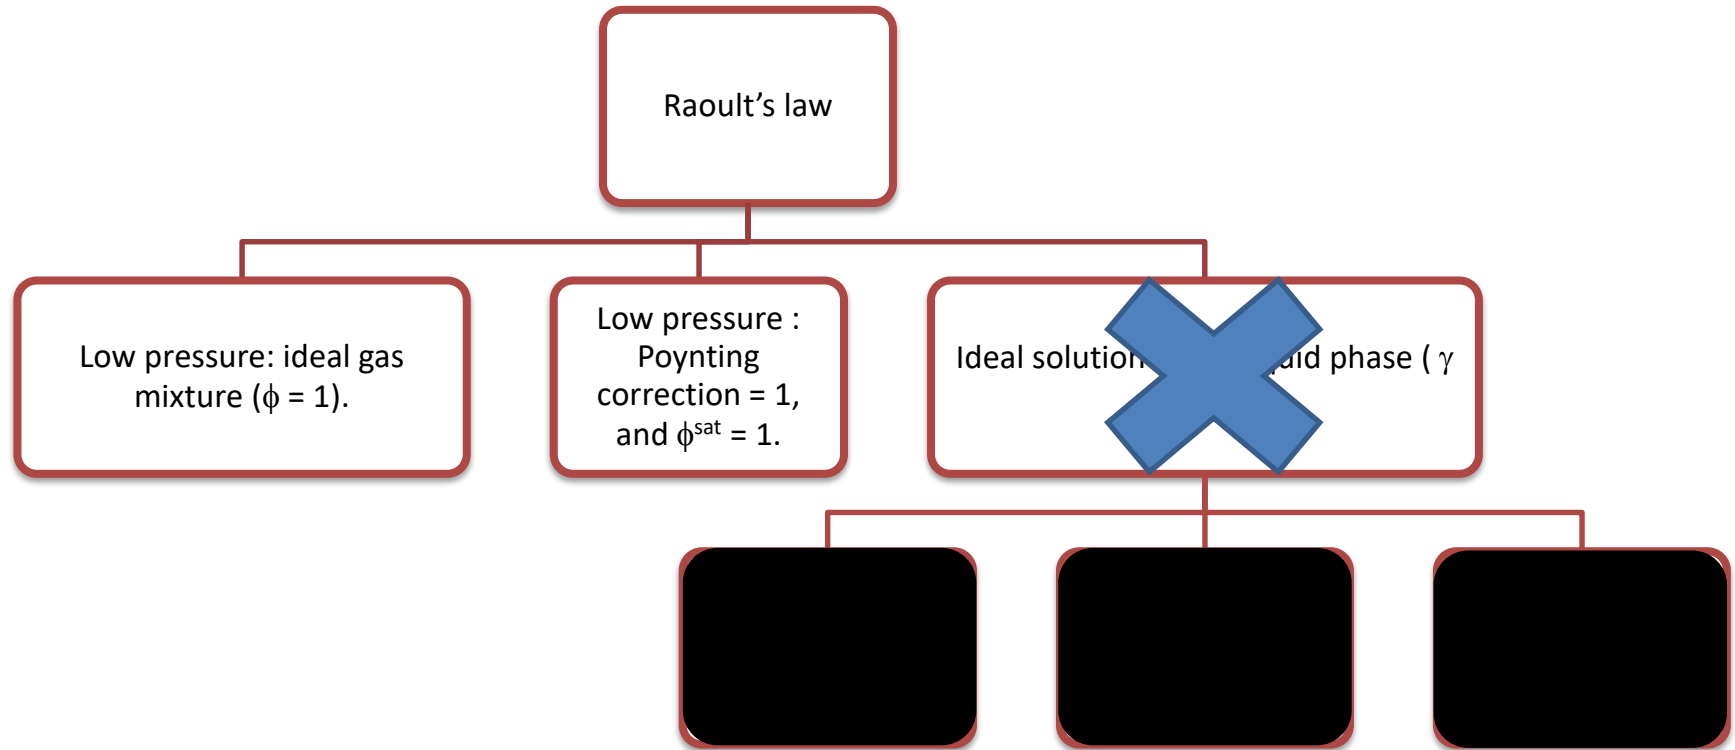 Raoult’s law
Low pressure: ideal gas
mixture (ϕ = 1).
Low pressure :
Poynting
correction = 1,
and ϕsat = 1.
Ideal solution phase ( γ